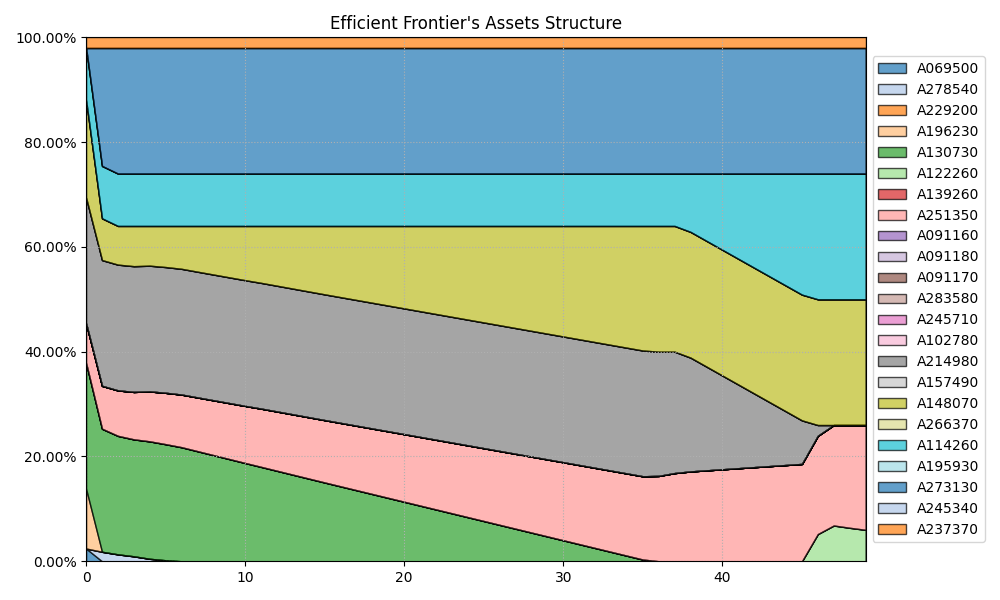 Efficient Frontier's Assets Structure
100.00%
80.00%
60.00%
40.00%
20.00%
0.00%
0
10
20
30
40
A069500
A278540
A229200
A196230
A130730
A122260
A139260
A251350
A091160
A091180
A091170
A283580
A245710
A102780
A214980
A157490
A148070
A266370
A114260
A195930
A273130
A245340
A237370